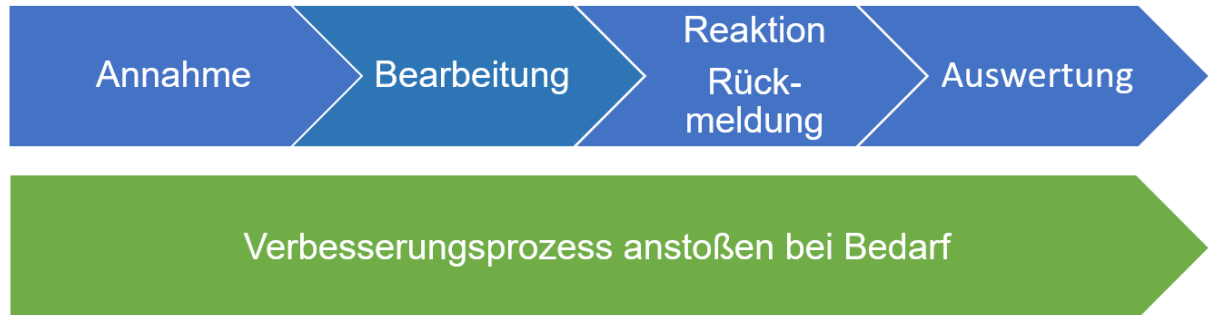 Annahme
Bearbeitung
Reaktion
Rück-
meldung
Auswertung
Verbesserungsprozess anstoßen bei Bedarf